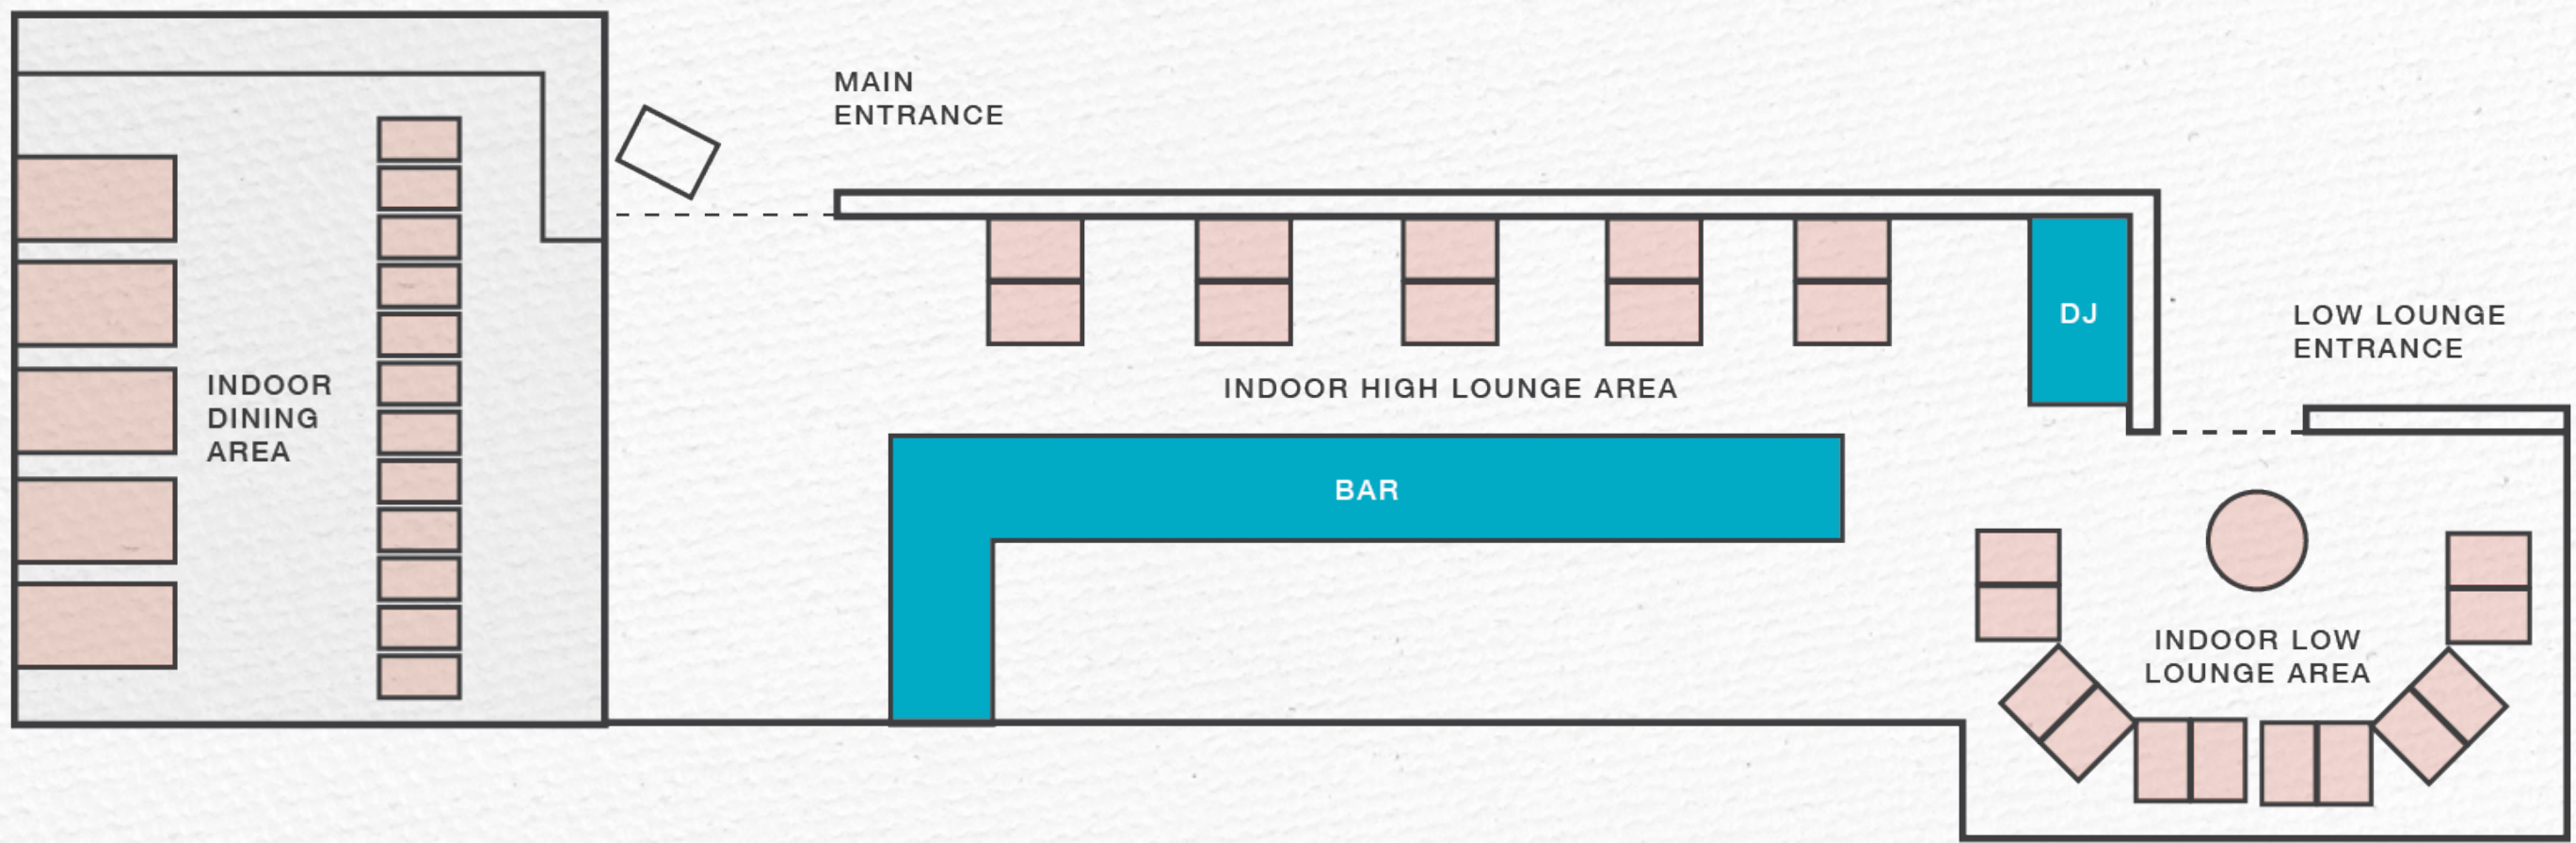 MAIN
ENTRANCE
DJ
LOW LOUNGE
ENTRANCE
INDOOR
DINING
AREA
INDOOR HIGH LOUNGE AREA
BAR
INDOOR LOW
LOUNGE AREA